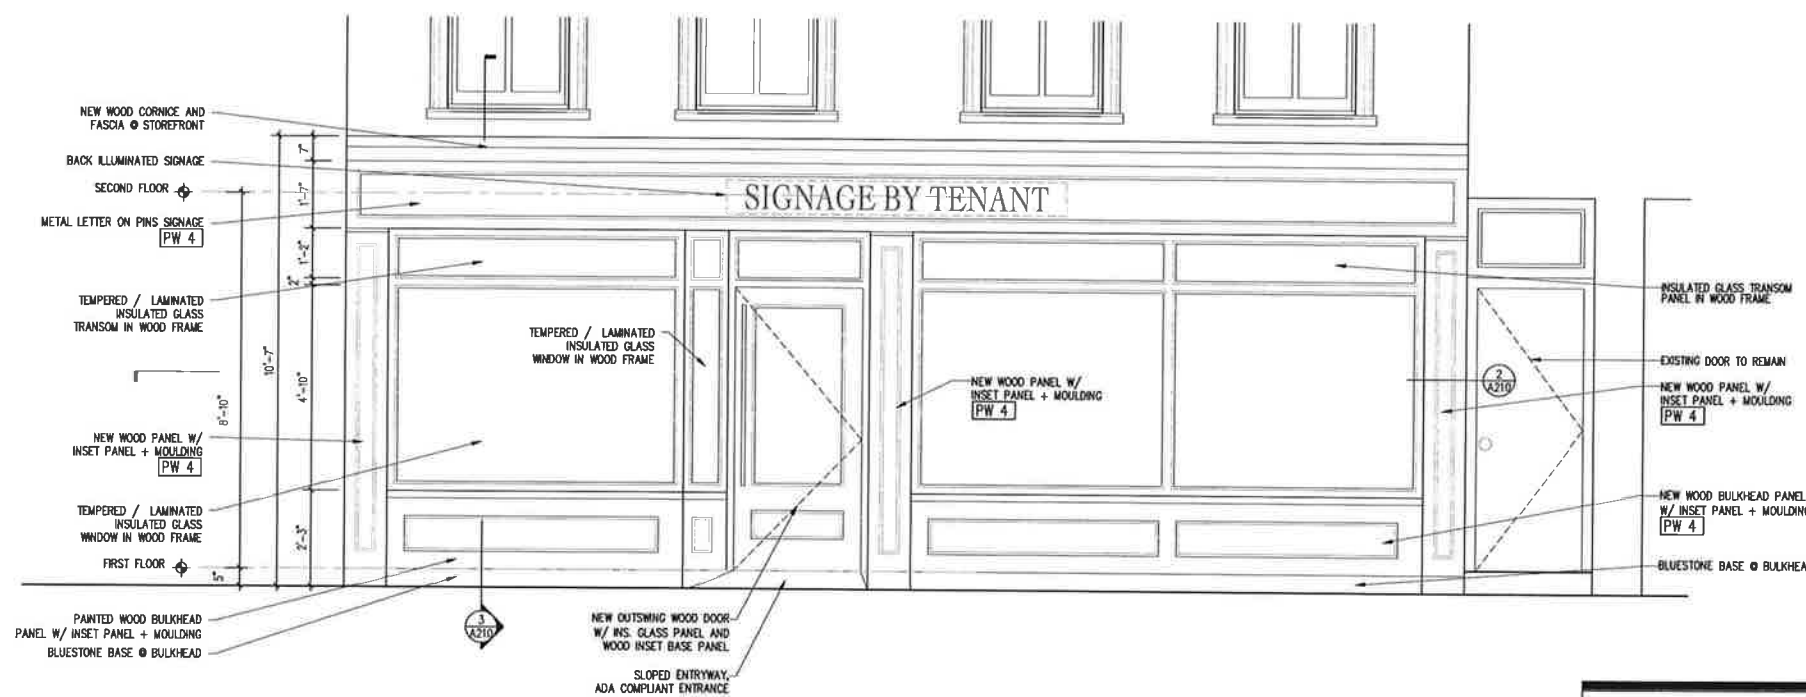 NEW WOOD CORNICE AND
FASCIA @ STOREFRONT
BACK ILLUMINATED SIGNAGE
SECOND FLOOR
METAL LETTER ON PINS SIGNAGE
PW 4
TEMPERED / LAMINATED
INSULATED GLASS
TRANSOM IN WOOD FRAME
NEW WOOD PANEL W/
INSET PANEL + MOULDING
PW 4
TEMPERED / LAMINATED
INSULATED GLASS
WINDOW IN WOOD FRAME
FIRST FLOOR
PAINTED WOOD BULKHEAD
PANEL W/ INSET PANEL + MOULDING
BLUESTONE BASE @ BULKHEAD
7"
1'-7"
1'-2"
2"
10'-7"
4'-10"
8'-10"
2'-3"
5"
SIGNAGE BY TENANT
TEMPERED / LAMINATED
INSULATED GLASS
WINDOW IN WOOD FRAME
NEW WOOD PANEL W/
INSET PANEL + MOULDING
PW 4
3
A210
NEW OUTSWING WOOD DOOR
W/ INS. GLASS PANEL AND
WOOD INSET BASE PANEL
SLOPED ENTRYWAY,
ADA COMPLIANT ENTRANCE
2
A210
INSULATED GLASS TRANSOM
PANEL IN WOOD FRAME
EXISTING DOOR TO REMAIN
NEW WOOD PANEL W/
INSET PANEL + MOULDING
PW 4
NEW WOOD BULKHEAD PANEL
W/ INSET PANEL + MOULDING
PW 4
BLUESTONE BASE @ BULKHEA